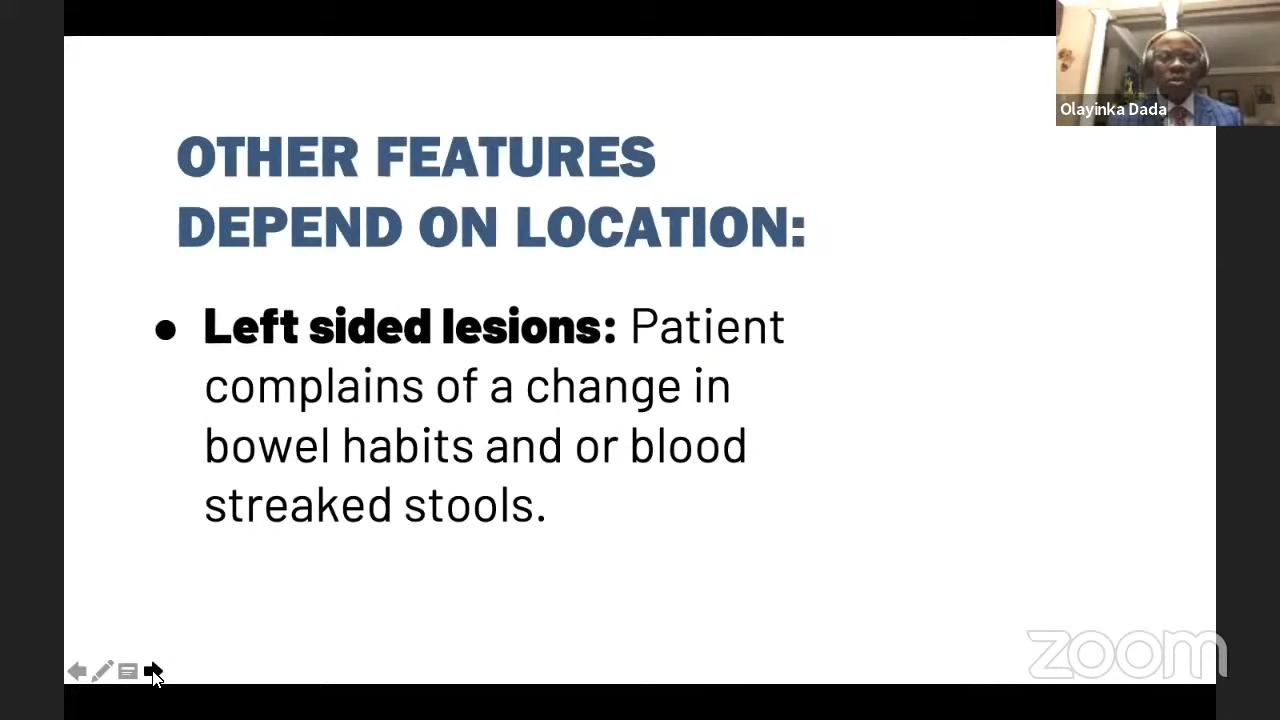 Olayinka Dada
OTHER FEATURES
DEPEND ON LOCATION:
● Left sided lesions: Patient
complains of a change in
bowel habits and or blood
streaked stools.
zoom